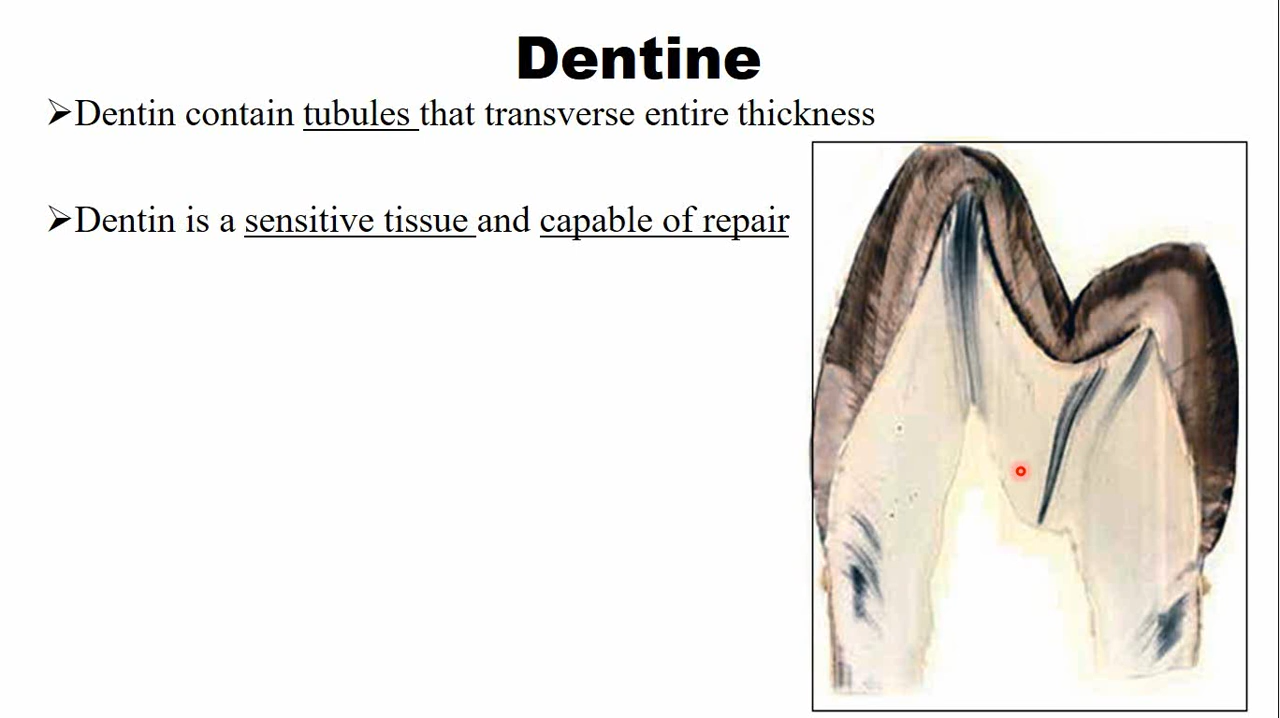 Dentine
➢Dentin contain tubules that transverse entire thickness
➢Dentin is a sensitive tissue and capable of repair